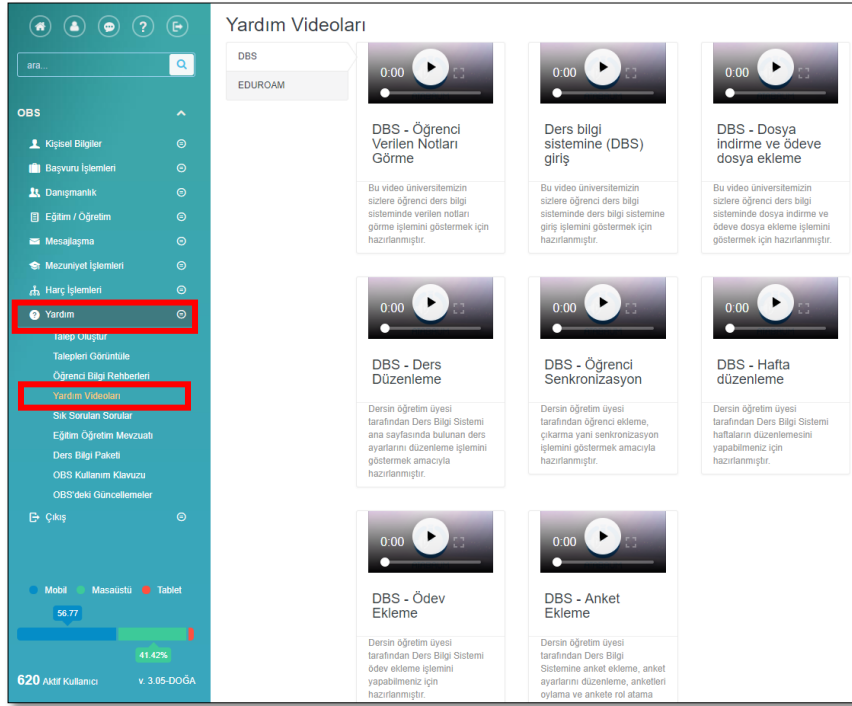 ara...
OBS
Kişisel Bilgiler
Başvuru İşlemleri
Danışmanlık
Eğitim / Öğretim
Mesajlaşma
Mezuniyet İşlemleri
Harç İşlemleri
Yardım
Talep Oluştur
Talepleri Görüntüle
Öğrenci Bilgi Rehberleri
Yardım Videoları
Sık Sorulan Sorular
Eğitim Öğretim Mevzuatı
Ders Bilgi Paketi
OBS Kullanım Klavuzu
OBS'deki Güncellemeler
Çıkış
Mobil Masaüstü Tablet
56.77
41.42%
620 Aktif Kullanıcı v. 3.05-DOĞA
Yardım Videoları
DBS
EDUROAM
0:00
DBS - Öğrenci
Verilen Notları
Görme
Bu video üniversitemizin
sizlere öğrenci ders bilgi
sisteminde verilen notları
görme işlemini göstermek için
hazırlanmıştır.
0:00
Ders bilgi
sistemine (DBS)
giriş
Bu video üniversitemizin
sizlere öğrenci ders bilgi
sisteminde ders bilgi sistemine
giriş işlemini göstermek için
hazırlanmıştır.
0:00
DBS - Dosya
indirme ve ödeve
dosya ekleme
Bu video üniversitemizin
sizlere öğrenci ders bilgi
sisteminde dosya indirme ve
ödeve dosya ekleme işlemini
göstermek için hazırlanmıştır.
0:00
DBS - Ders
Düzenleme
Dersin öğretim üyesi
tarafından Ders Bilgi Sistemi
ana sayfasında bulunan ders
ayarlarını düzenleme işlemini
göstermek amacıyla
hazırlanmıştır.
0:00
DBS - Öğrenci
Senkronizasyon
Dersin öğretim üyesi
tarafından öğrenci ekleme,
çıkarma yani senkronizasyon
işlemini göstermek amacıyla
hazırlanmıştır.
0:00
DBS - Hafta
düzenleme
Dersin öğretim üyesi
tarafından Ders Bilgi Sistemi
haftaların düzenlemesini
yapabilmeniz için
hazırlanmıştır.
0:00
DBS - Ödev
Ekleme
Dersin öğretim üyesi
tarafından Ders Bilgi Sistemi
ödev ekleme işlemini
yapabilmeniz için
hazırlanmıştır.
0:00
DBS - Anket
Ekleme
Dersin öğretim üyesi
tarafından Ders Bilgi
Sistemine anket ekleme, anket
ayarlarını düzenleme, anketleri
oylama ve ankete rol atama